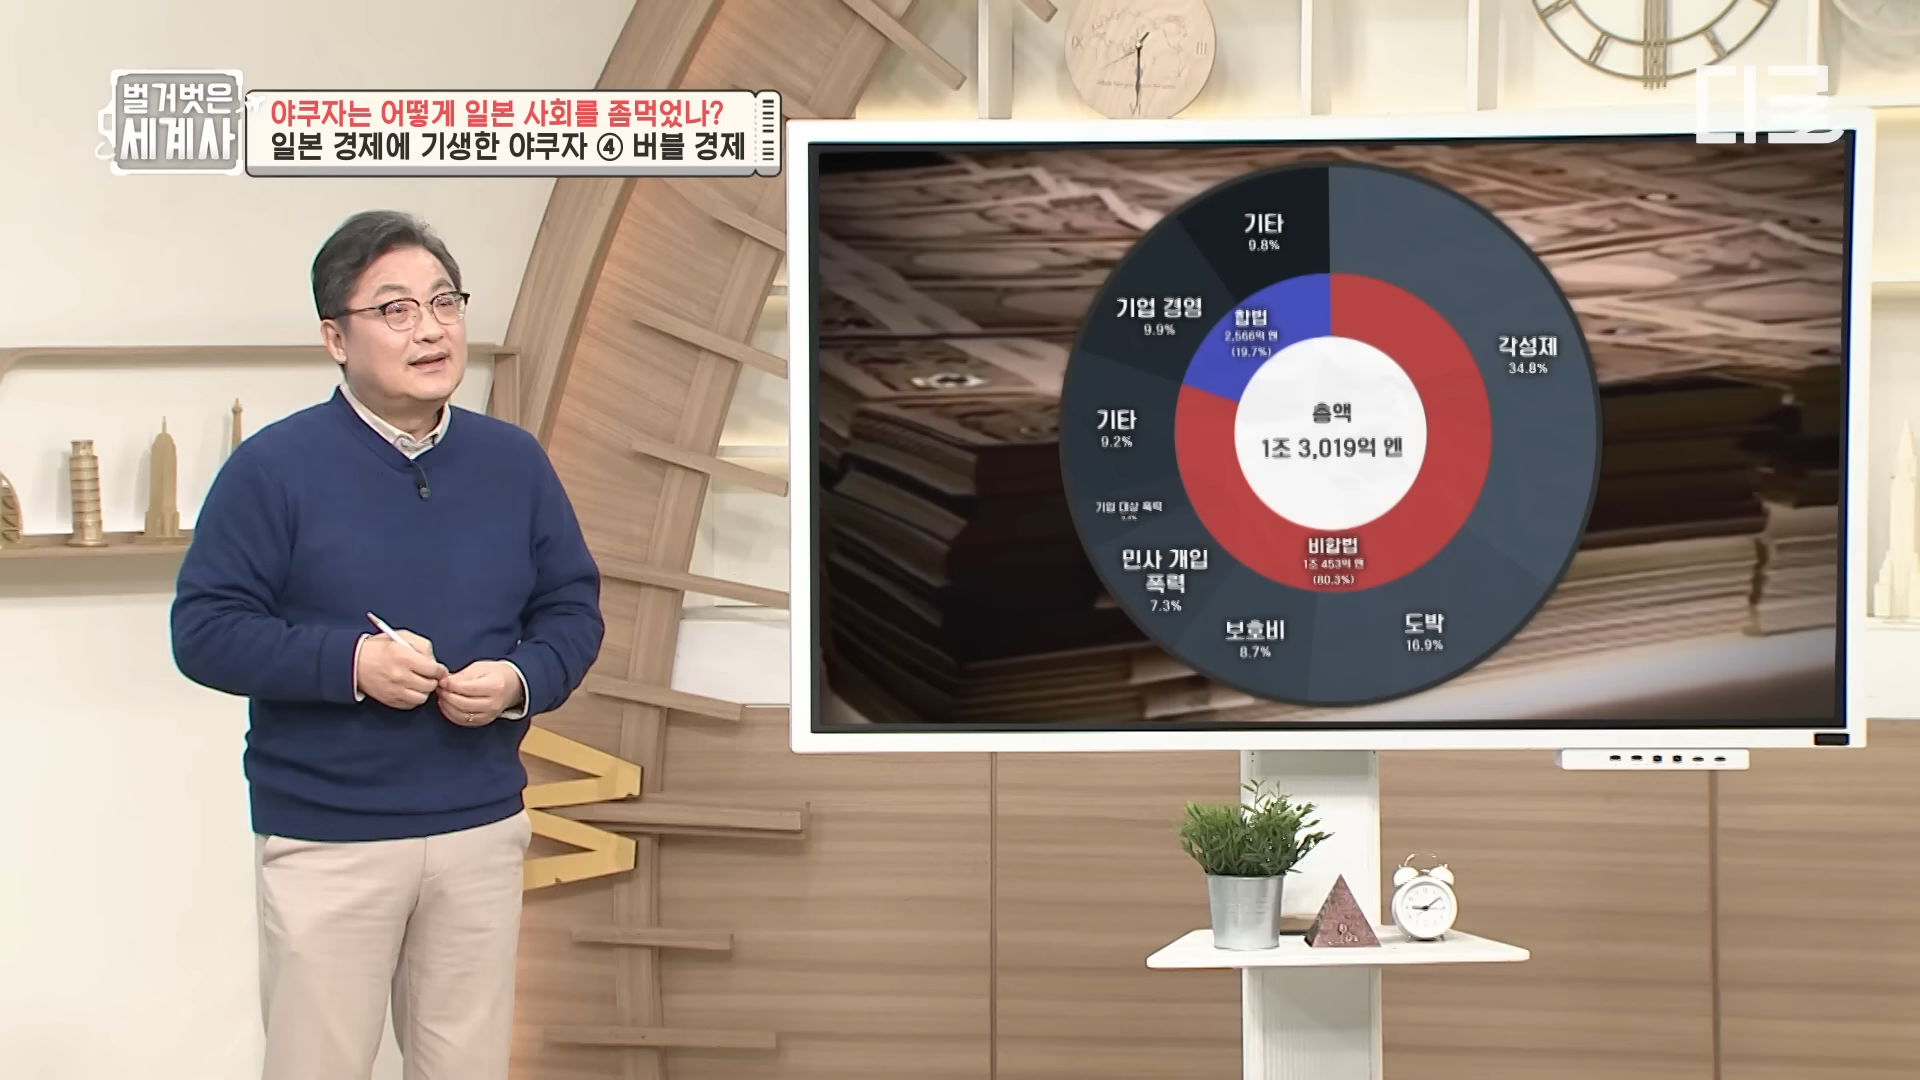 벌거벗은
세계사
야쿠자는 어떻게 일본 사회를 좀먹었나?
일본 경제에 기생한 야쿠자 ④ 버블 경제
디글
기타
9.8%
기업 경영
9.9%
합법
2,566억 엔
(19.7%)
각성제
34.8%
총액
1조 3,019억 엔
기타
9.2%
기업 대상 폭력
비합법
1조 453억 엔
(80.3%)
민사 개입
폭력
7.3%
보호비
8.7%
도박
16.9%